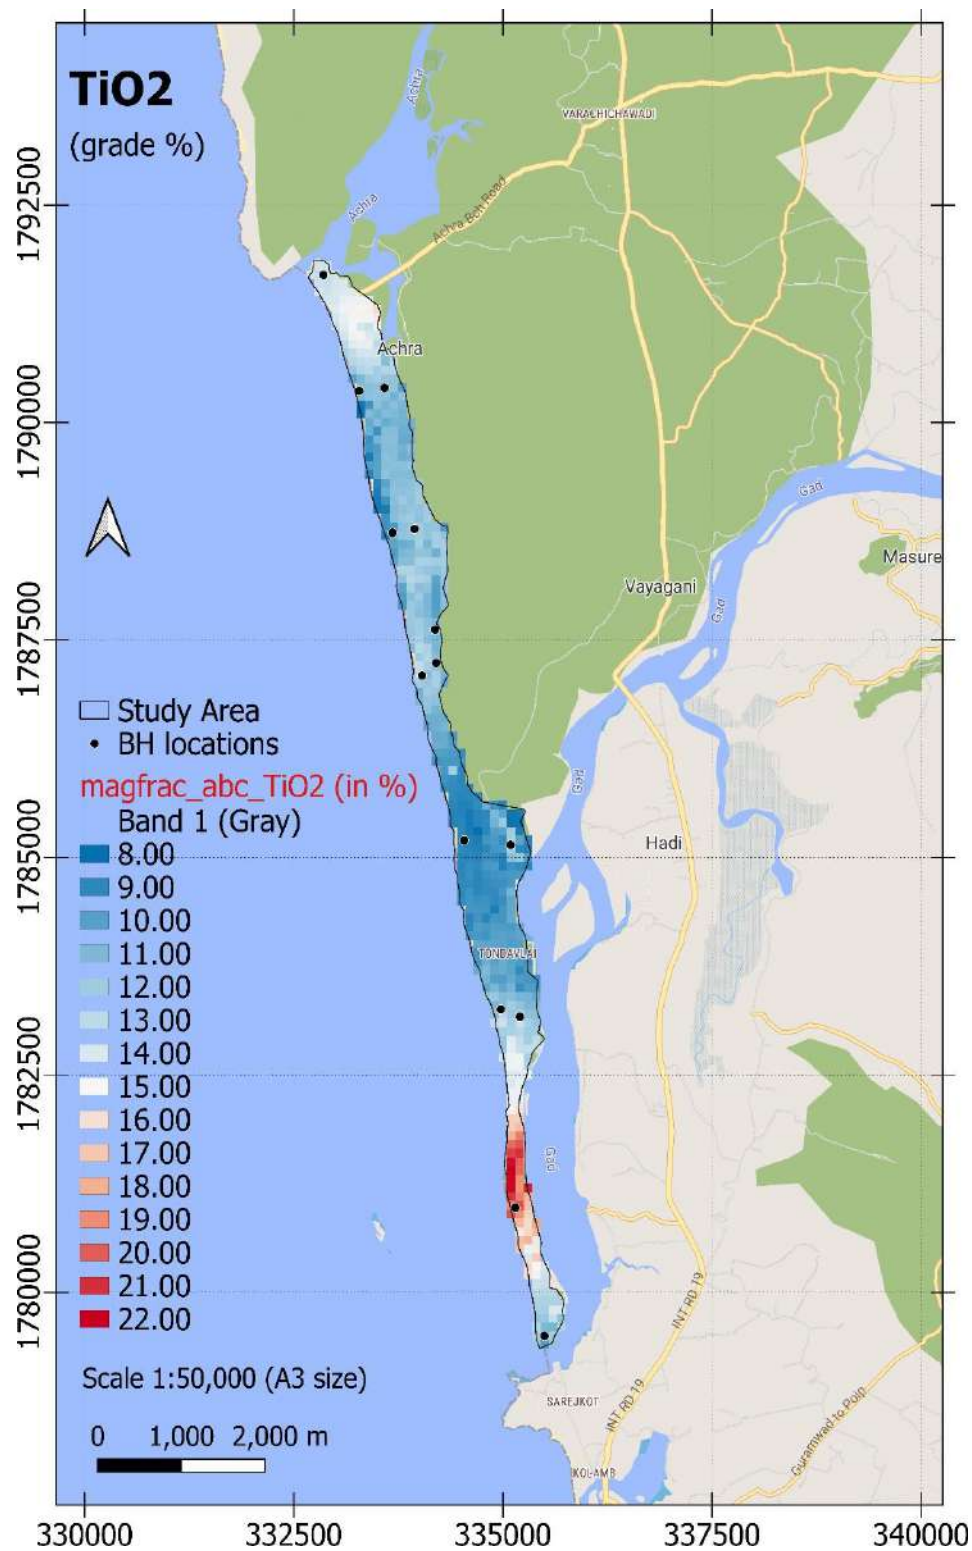 TiO2
(grade %)
Achra
VARACHICHAWADI
Achra
Achra Beh Road
1792500
Achra
1790000
Gad
Masure
Vayagani
Gad
1787500
Study Area
BH locations
magfrac_abc_TiO2 (in %)
Band 1 (Gray)
Gad
Hadi
8.00
1785000
9.00
10.00
11.00
TONDAVLAI
12.00
13.00
14.00
1782500
15.00
16.00
17.00
Gad
18.00
19.00
20.00
21.00
1780000
INT RD 19
22.00
Scale 1:50,000 (A3 size)
SAREJKOT
INT RD 19
Guramwad to Poip
0 1,000 2,000 m
KOLAMB
330000 332500 335000 337500 340000